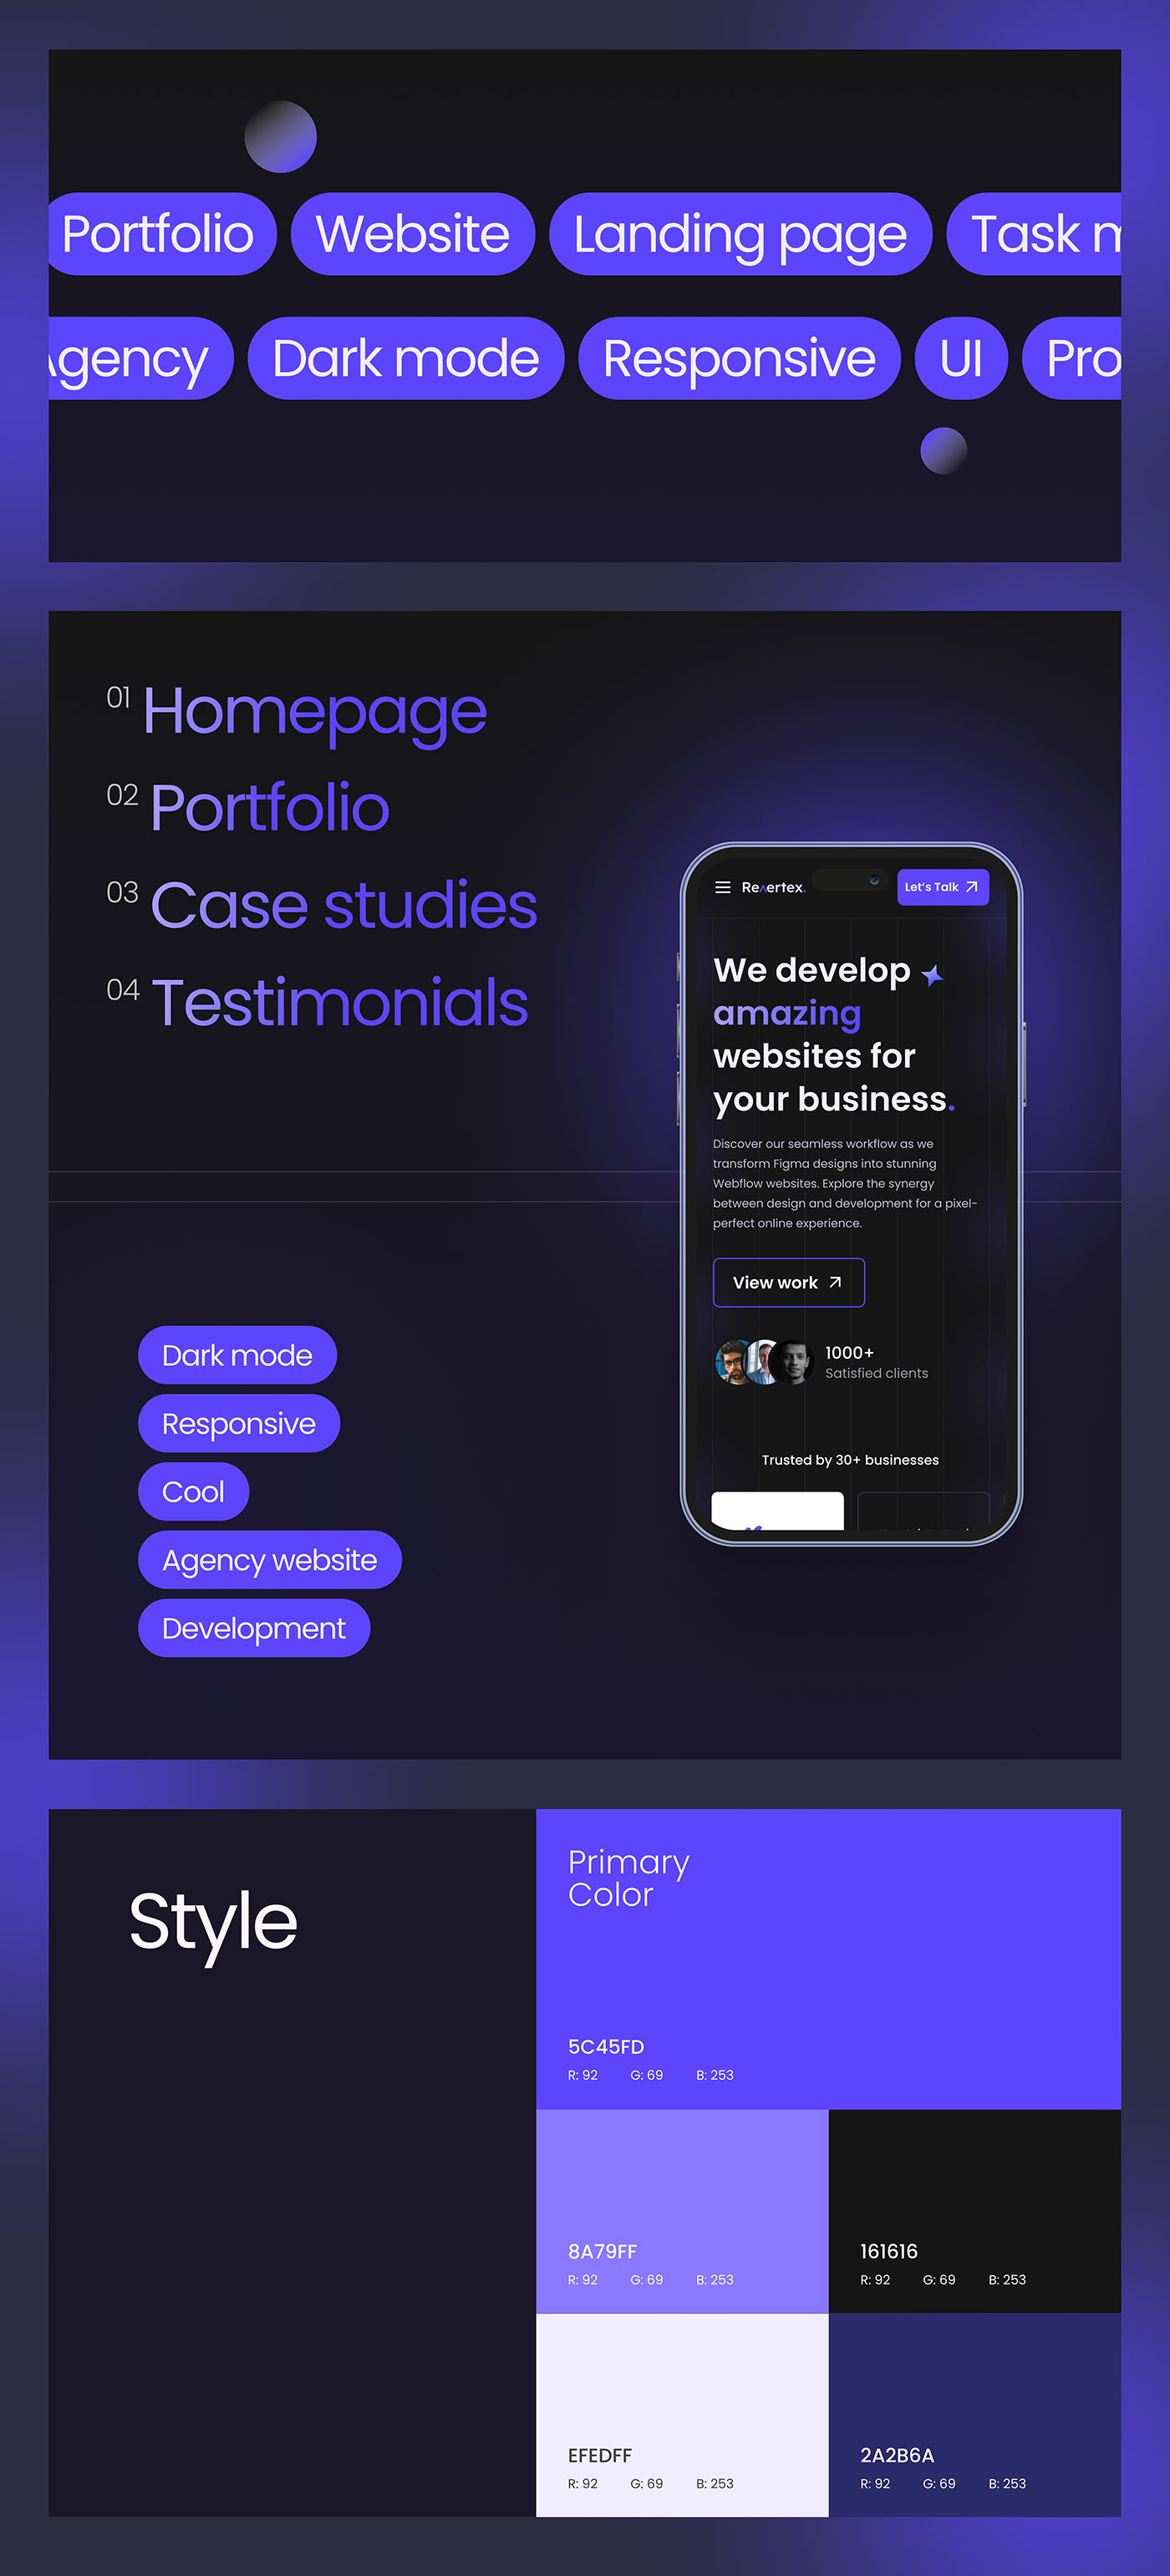 Portfolio Website Landing page Task
Agency Dark mode Responsive UI Pro
01 Homepage
02 Portfolio
03 Case studies
04 Testimonials
Revertex.
Let's Talk
We develop
amazing
websites for
your business.
Discover our seamless workflow as we
transform Figma designs into stunning
Webflow websites. Explore the synergy
between design and development for a pixel-
perfect online experience.
View work
1000+
Satisfied clients
Trusted by 30+ businesses
Dark mode
Responsive
Cool
Agency website
Development
Style
Primary
Color
5C45FD
R: 92 G: 69 B: 253
8A79FF
R: 92 G: 69 B: 253
161616
R: 92 G: 69 B: 253
EFEDFF
R: 92 G: 69 B: 253
2A2B6A
R: 92 G: 69 B: 253